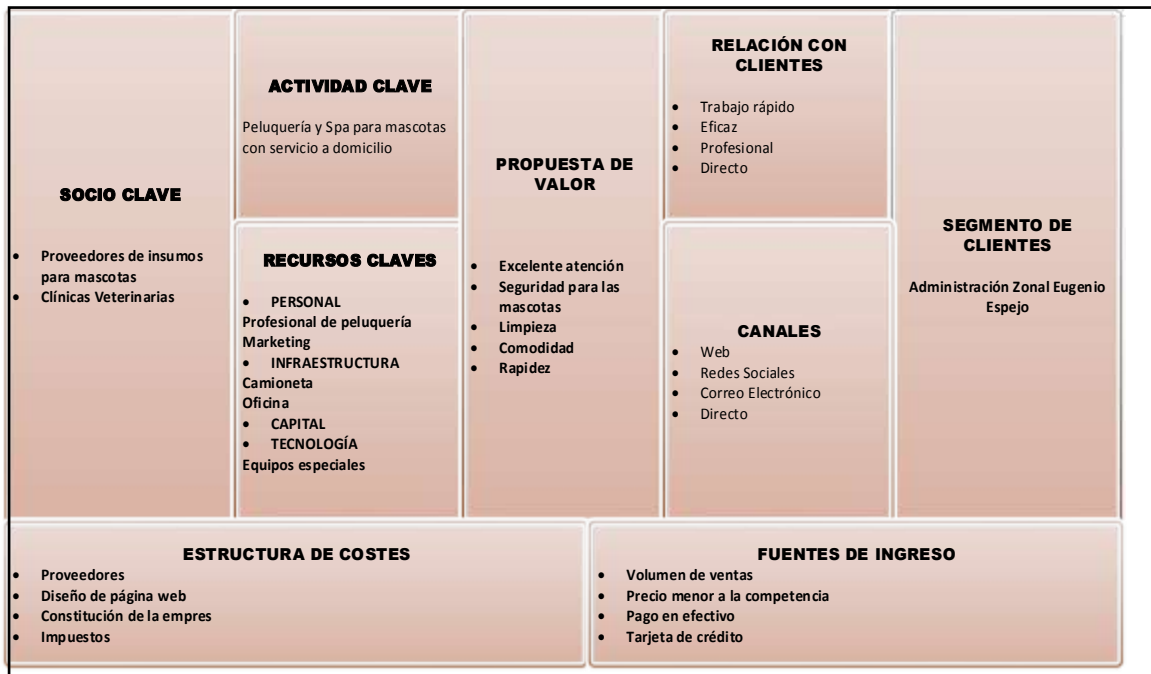 SOCIO CLAVE
• Proveedores de insumos
para mascotas
• Clínicas Veterinarias
ACTIVIDAD CLAVE
Peluquería y Spa para mascotas
con servicio a domicilio
RECURSOS CLAVES
• PERSONAL
Profesional de peluquería
Marketing
• INFRAESTRUCTURA
Camioneta
Oficina
• CAPITAL
• TECNOLOGÍA
Equipos especiales
PROPUESTA DE
VALOR
• Excelente atención
• Seguridad para las
mascotas
• Limpieza
• Comodidad
• Rapidez
RELACIÓN CON
CLIENTES
• Trabajo rápido
• Eficaz
• Profesional
• Directo
CANALES
• Web
• Redes Sociales
• Correo Electrónico
• Directo
SEGMENTO DE
CLIENTES
Administración Zonal Eugenio
Espejo
ESTRUCTURA DE COSTES
• Proveedores
• Diseño de página web
• Constitución de la empres
• Impuestos
FUENTES DE INGRESO
• Volumen de ventas
• Precio menor a la competencia
• Pago en efectivo
• Tarjeta de crédito